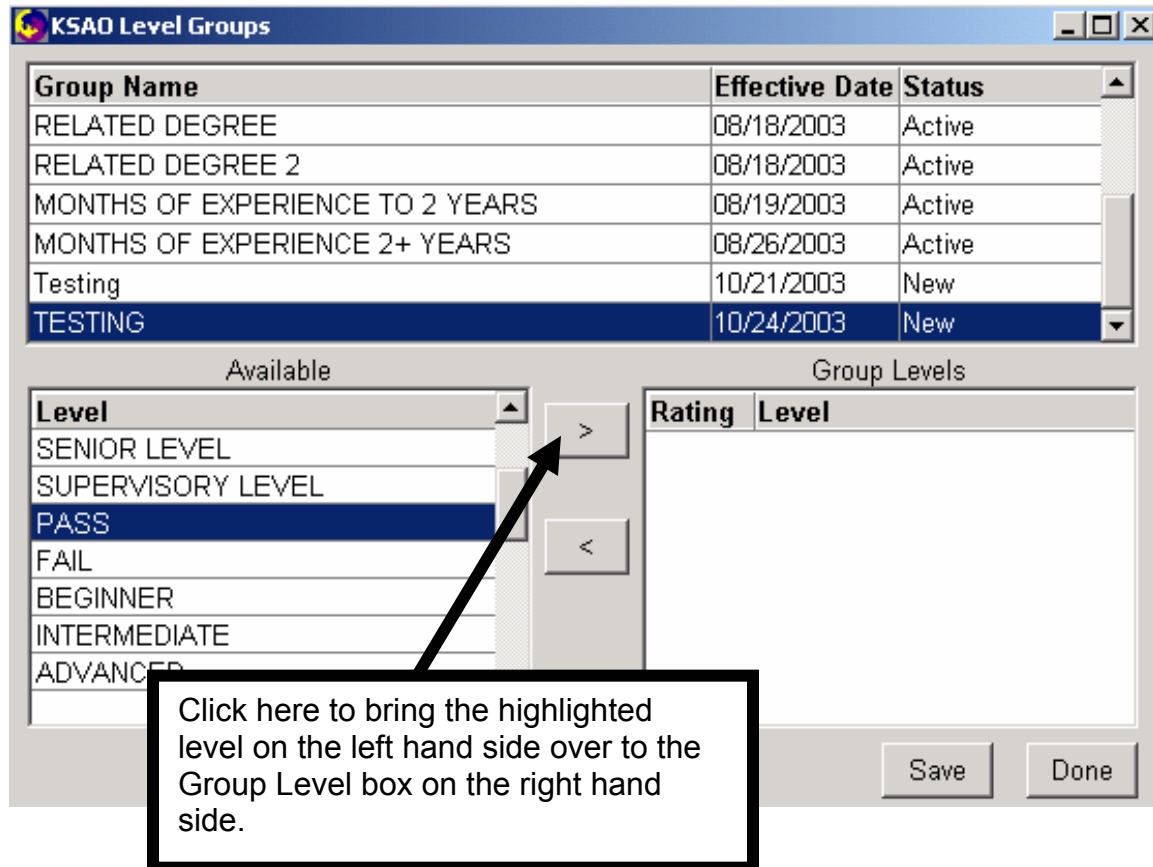 KSAO Level Groups
Group Name Effective Date Status
RELATED DEGREE 08/18/2003 Active
RELATED DEGREE 2 08/18/2003 Active
MONTHS OF EXPERIENCE TO 2 YEARS 08/19/2003 Active
MONTHS OF EXPERIENCE 2+ YEARS 08/26/2003 Active
Testing 10/21/2003 New
TESTING 10/24/2003 New
Available Group Levels
Level > Rating Level
SENIOR LEVEL
SUPERVISORY LEVEL
PASS
<
FAIL
BEGINNER
INTERMEDIATE
ADVANCED
Click here to bring the highlighted
level on the left hand side over to the
Group Level box on the right hand
side.
Save Done